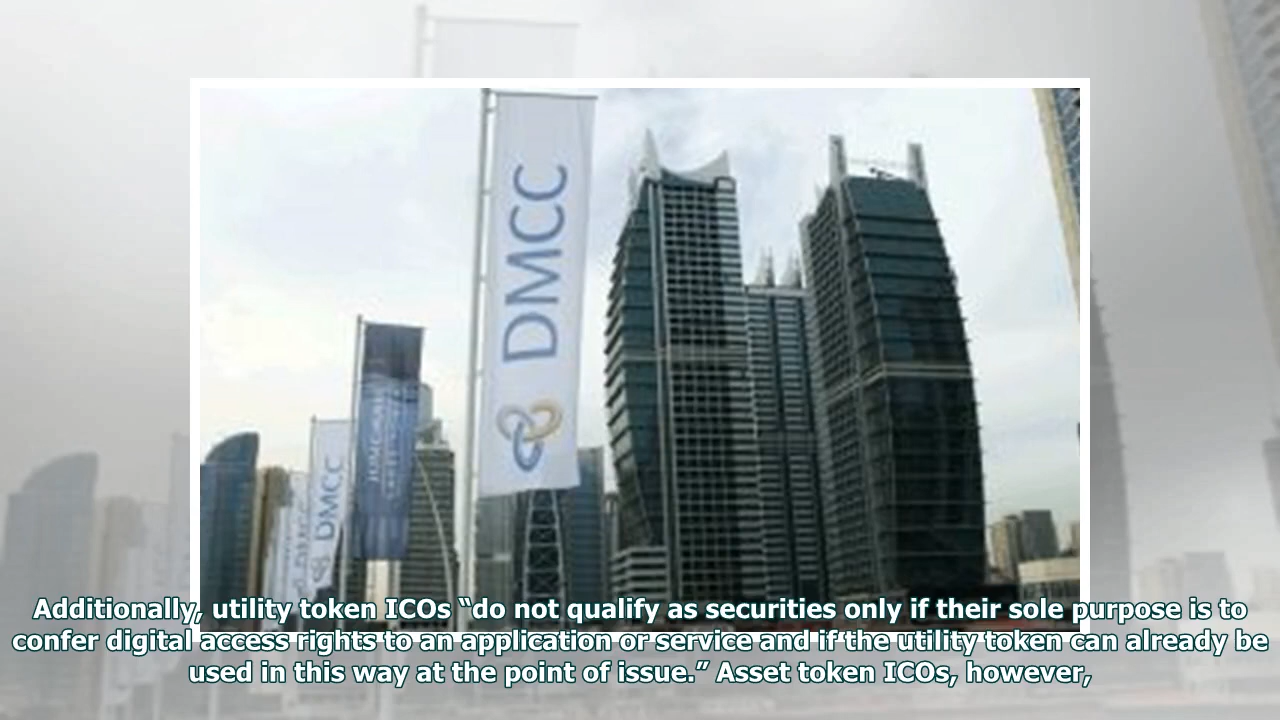 DMCC
DMCC
Additionally, utility token ICOs “do not qualify as securities only if their sole purpose is to
confer digital access rights to an application or service and if the utility token can already be
used in this way at the point of issue.” Asset token ICOs, however,